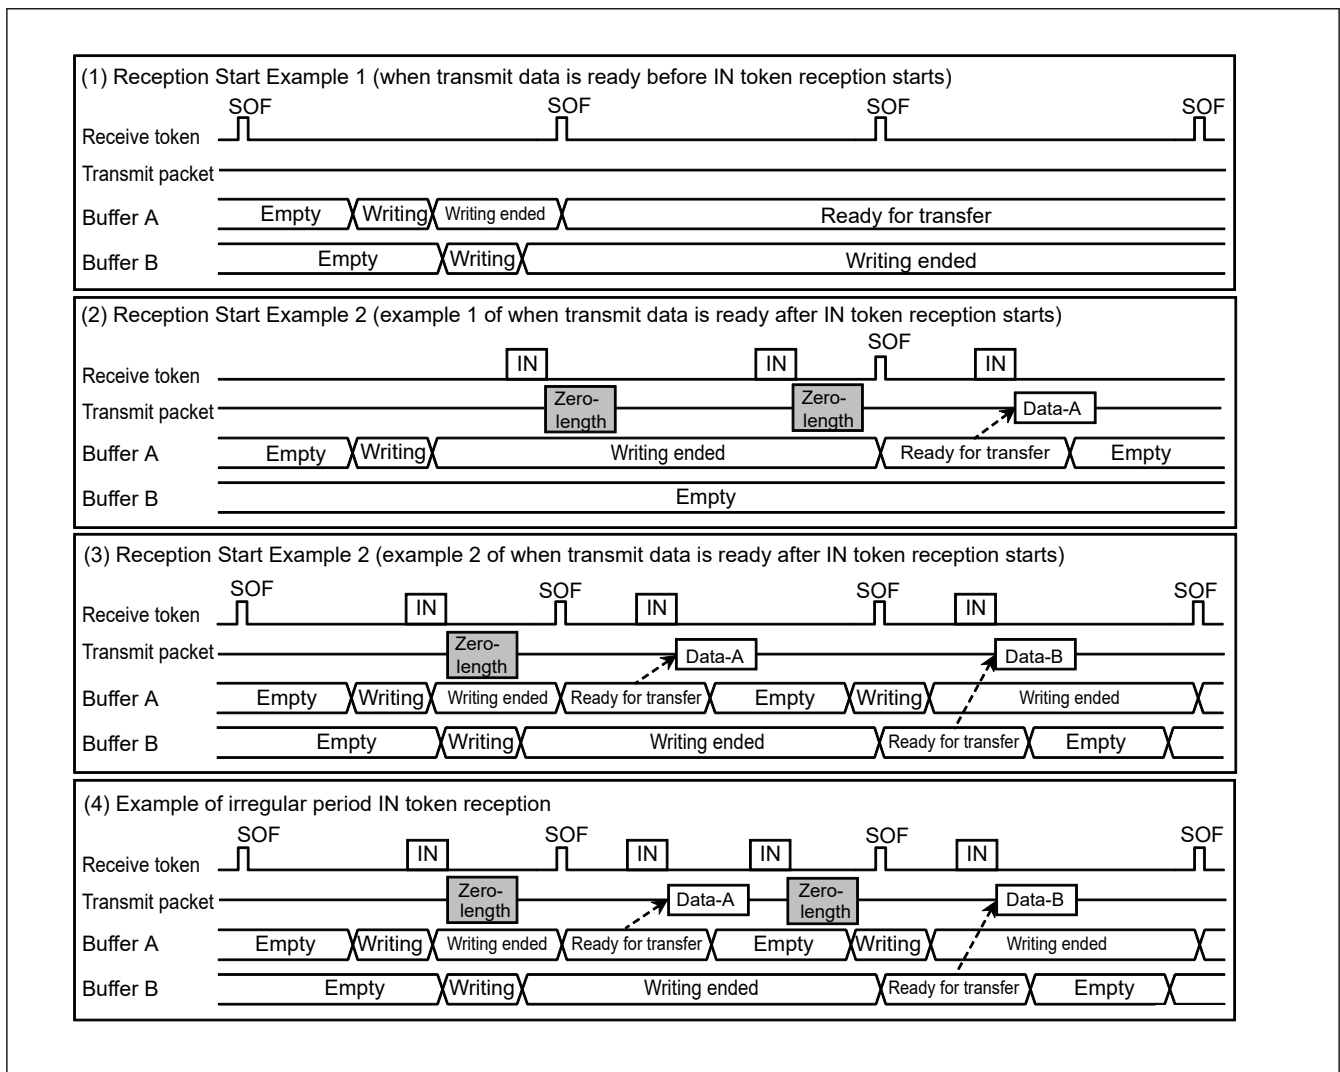 (1) Reception Start Example 1 (when transmit data is ready before IN token reception starts)
SOF SOF SOF SOF
Receive token
Transmit packet
Buffer A Empty Writing Writing ended Ready for transfer
Buffer B Empty Writing Writing ended
(2) Reception Start Example 2 (example 1 of when transmit data is ready after IN token reception starts)
SOF
Receive token IN IN IN
Transmit packet Zero-length Zero-length Data-A
Buffer A Empty Writing Writing ended Ready for transfer Empty
Buffer B Empty
(3) Reception Start Example 2 (example 2 of when transmit data is ready after IN token reception starts)
SOF SOF SOF SOF
Receive token IN IN IN
Transmit packet Zero-length Data-A Data-B
Buffer A Empty Writing Writing ended Ready for transfer Empty Writing Writing ended
Buffer B Empty Writing Writing ended Ready for transfer Empty
(4) Example of irregular period IN token reception
SOF SOF SOF SOF
Receive token IN IN IN IN
Transmit packet Zero-length Data-A Zero-length Data-B
Buffer A Empty Writing Writing ended Ready for transfer Empty Writing Writing ended
Buffer B Empty Writing Writing ended Ready for transfer Empty